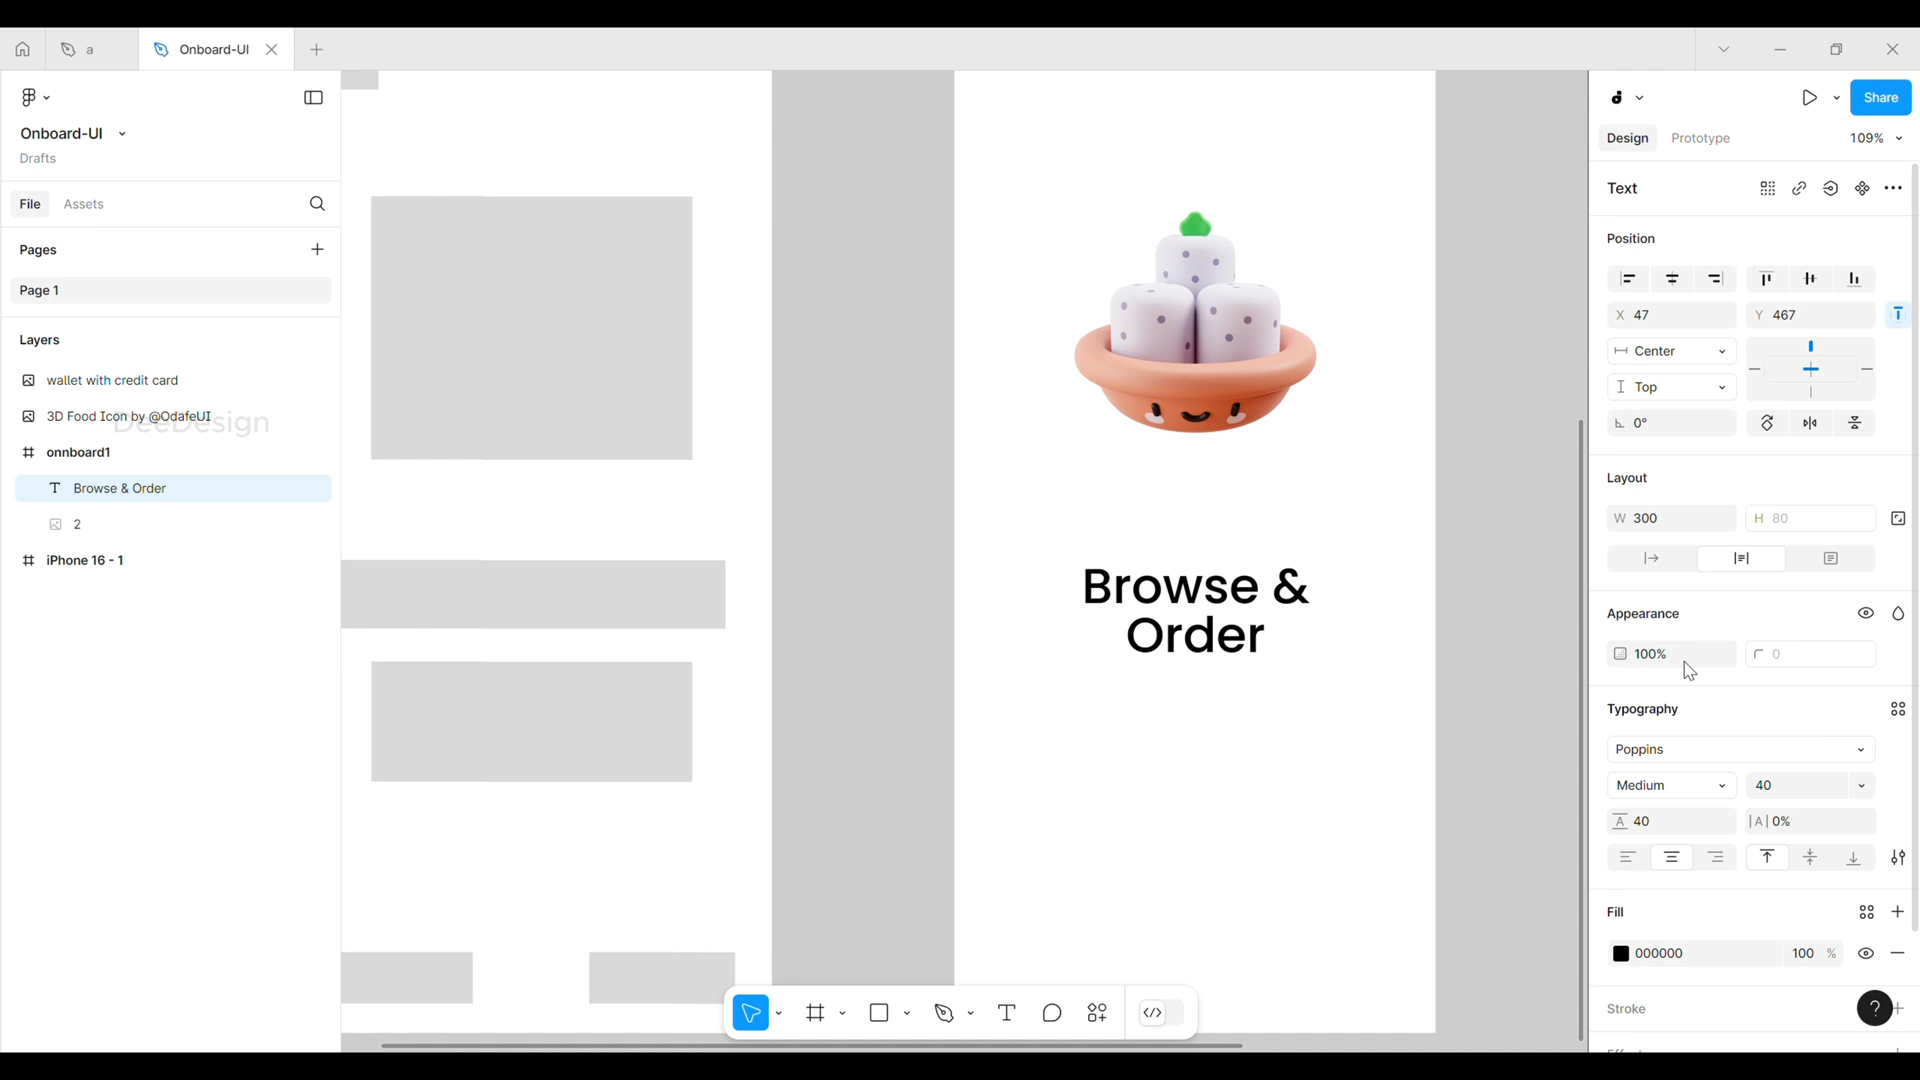 a
Onboard-UI
Onboard-UI
Drafts
File
Assets
Pages
Page 1
Layers
wallet with credit card
3D Food Icon by @OdafeUI
DeeDesign
onnboard1
Browse & Order
2
iPhone 16 - 1
Browse &
Order
Share
Design
Prototype
109%
Text
Position
X 47
Y 467
Center
Top
0°
Layout
W 300
H 80
Appearance
100%
0
Typography
Poppins
Medium
40
A 40
|A| 0%
Fill
000000
100 %
Stroke
?